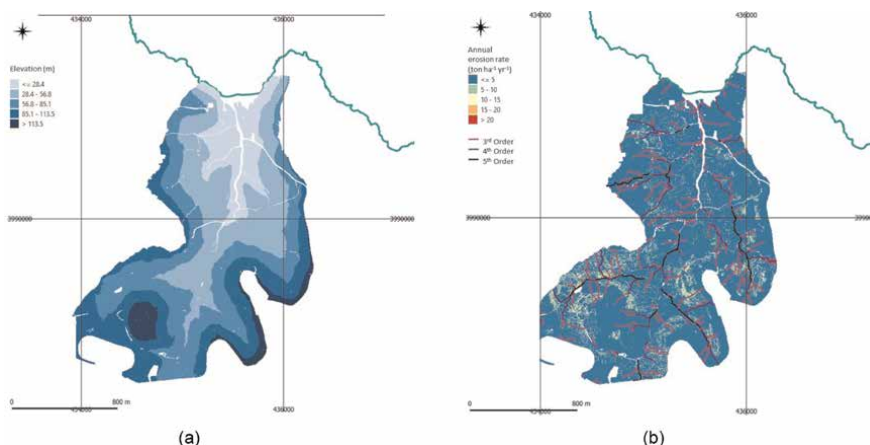 434000
436000
Elevation (m)
<= 28.4
28.4 - 56.8
56.8 - 85.1
85.1 - 113.5
> 113.5
3990000
3990000
0
800 m
434000
436000
(a)
434000
436000
Annual
erosion rate
(ton ha⁻¹ yr⁻¹)
<= 5
5 - 10
10 - 15
15 - 20
> 20
3rd Order
4th Order
5th Order
3990000
0
800 m
434000
436000
(b)